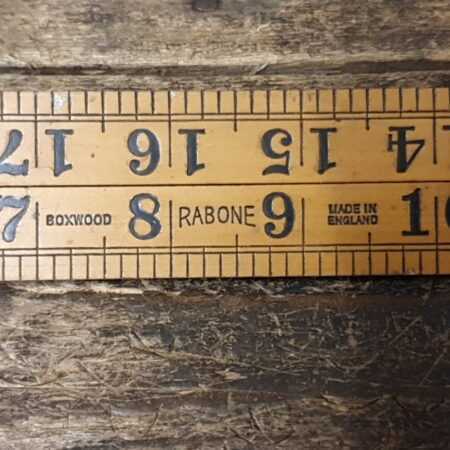 14 15 16 17
7 BOXWOOD 8 RABONE 9 MADE IN
ENGLAND 10